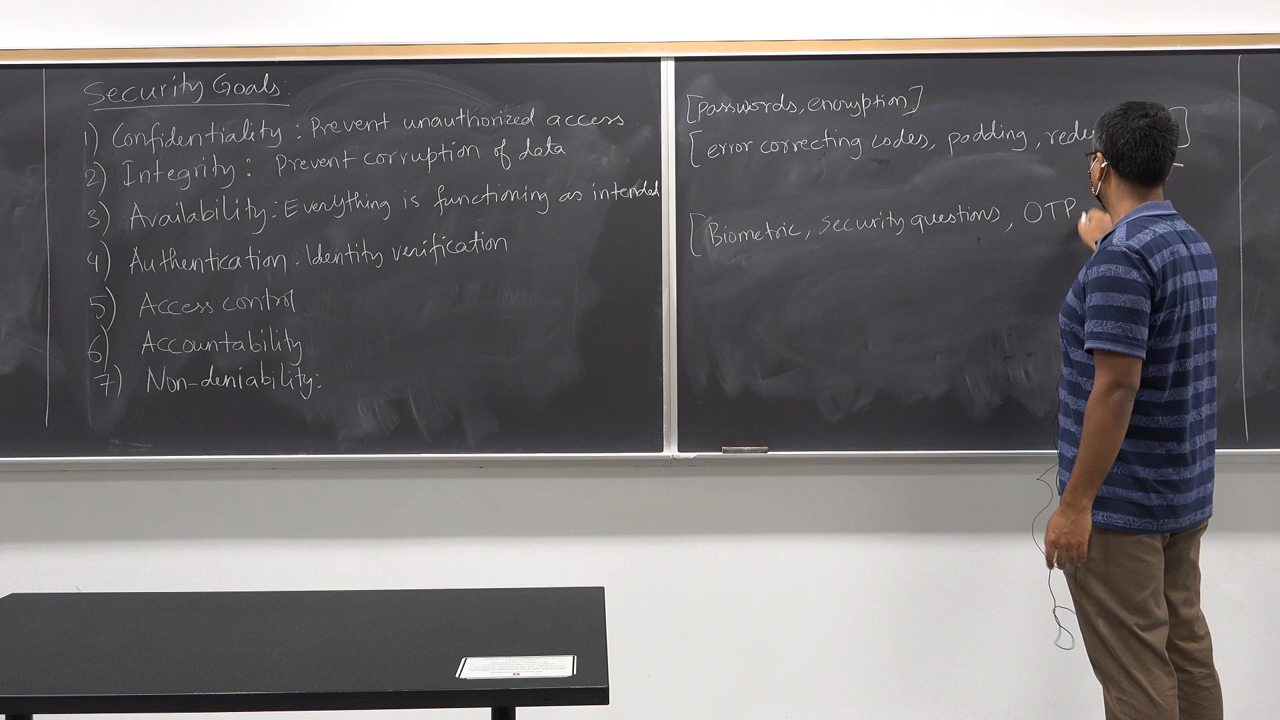 Security Goals:
1) Confidentiality : Prevent unauthorized access
2) Integrity : Prevent corruption of data
3) Availability : Everything is functioning as intended
4) Authentication : Identity verification
5) Access control
6) Accountability
7) Non-deniability:
[Passwords, encryption]
[error correcting codes, padding, ]
[Biometric, Security questions, OTP